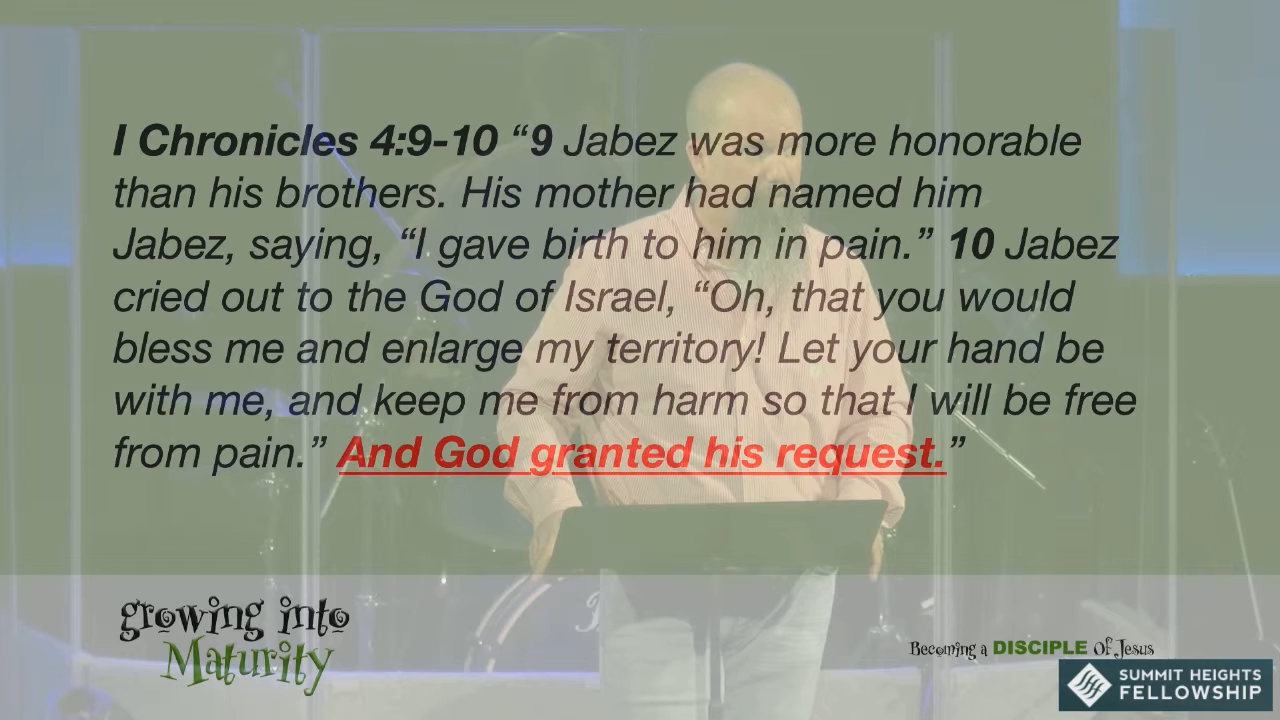 I Chronicles 4:9-10 “9 Jabez was more honorable
than his brothers. His mother had named him
Jabez, saying, “I gave birth to him in pain.” 10 Jabez
cried out to the God of Israel, “Oh, that you would
bless me and enlarge my territory! Let your hand be
with me, and keep me from harm so that I will be free
from pain.” And God granted his request.”
growing into
Maturity
Becoming a DISCIPLE Of Jesus
SUMMIT HEIGHTS
FELLOWSHIP